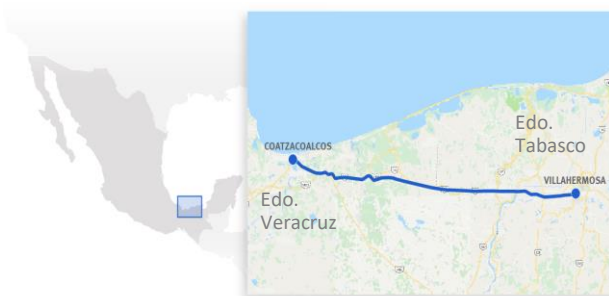 Edo.
Tabasco
COATZACOALCOS
VILLAHERMOSA
Edo.
Veracruz